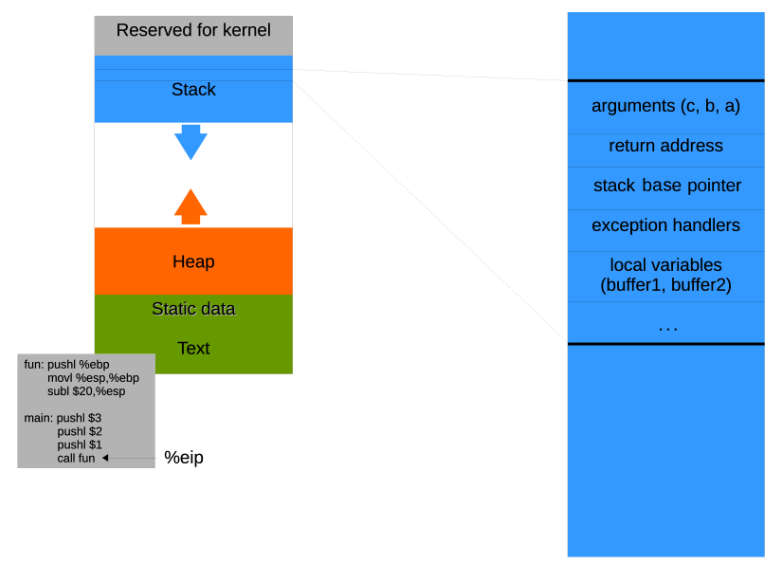 Reserved for kernel
Stack
Heap
Static data
Text
fun: pushl %ebp
movl %esp,%ebp
subl $20,%esp
main: pushl $3
pushl $2
pushl $1
call fun
%eip
arguments (c, b, a)
return address
stack base pointer
exception handlers
local variables
(buffer1, buffer2)
...